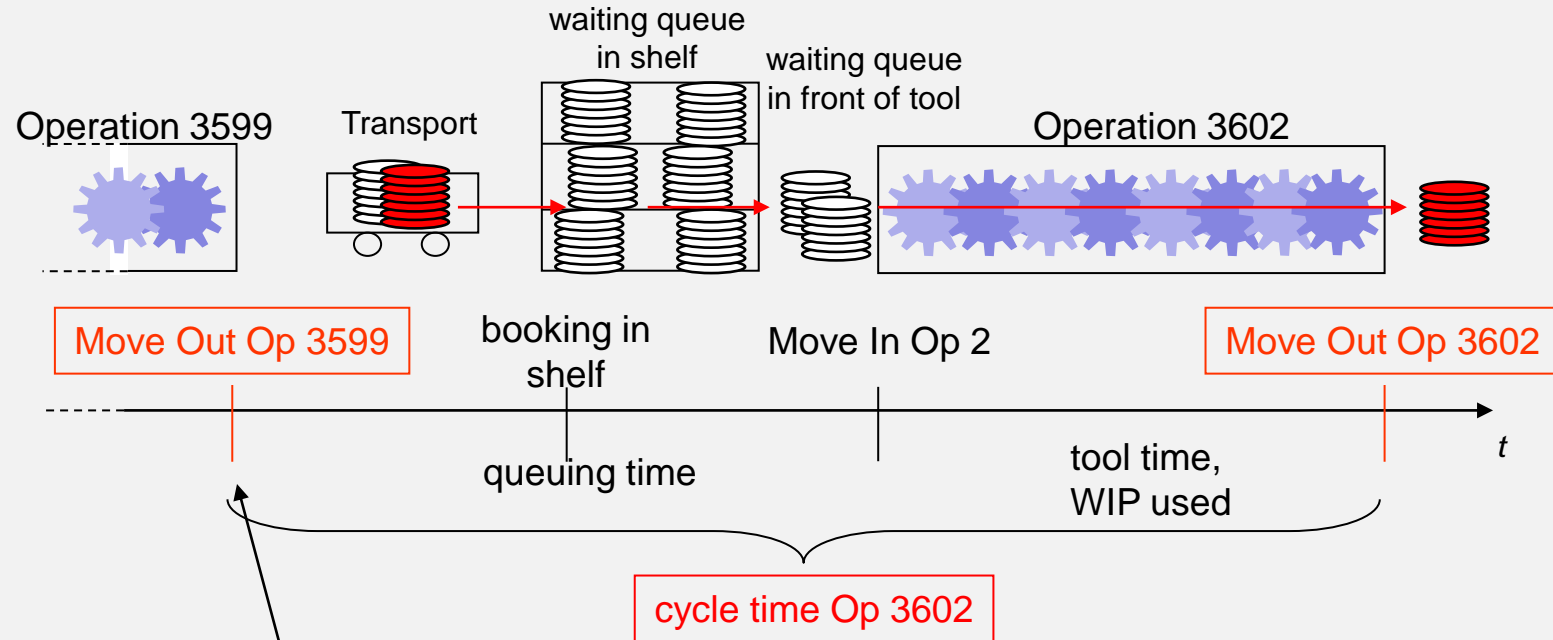 waiting queue
in shelf
waiting queue
in front of tool
Operation 3599
Transport
Operation 3602
Move Out Op 3599
booking in
shelf
Move In Op 2
Move Out Op 3602
t
queuing time
tool time,
WIP used
cycle time Op 3602